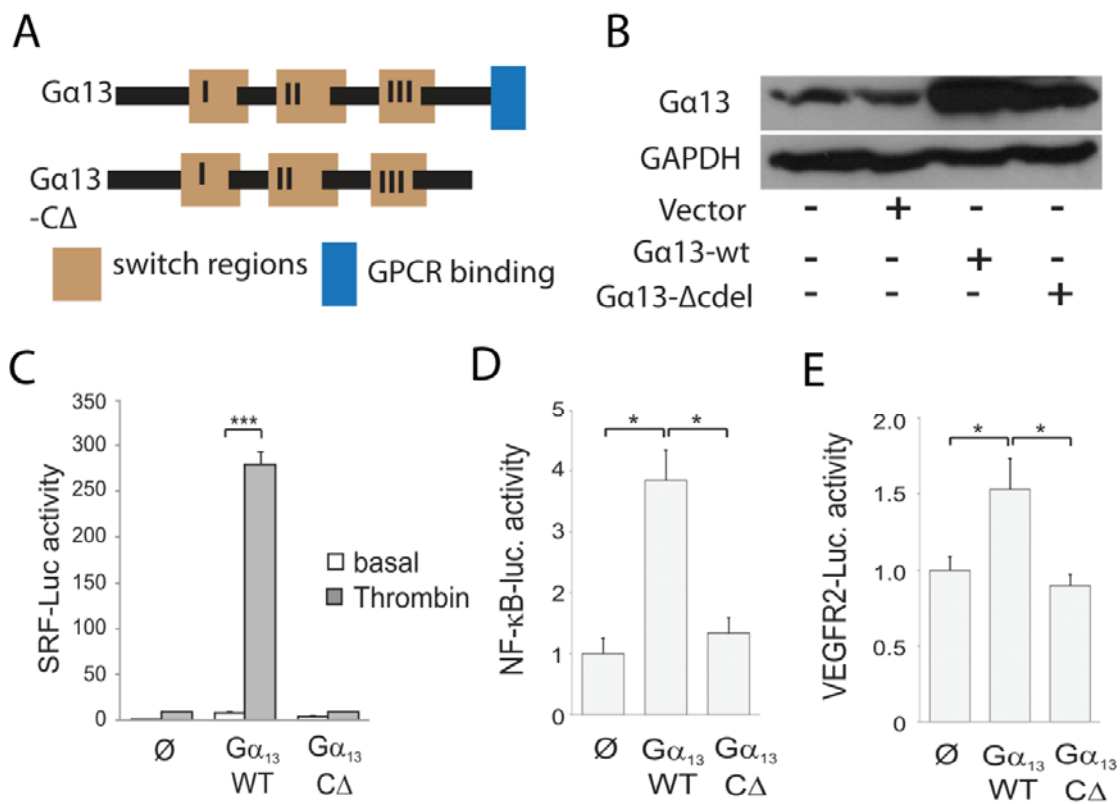 A
Gα13
I
II
III
Gα13
-CΔ
I
II
III
switch regions
GPCR binding
B
Gα13
GAPDH
Vector - + - -
Gα13-wt - - + -
Gα13-Δcdel - - - +
C
SRF-Luc activity
350
300
250
200
150
100
50
0
***
basal
Thrombin
Ø
Gα₁₃
WT
Gα₁₃
CΔ
D
NF-κB-luc. activity
5
4
3
2
1
0
*
*
Ø
Gα₁₃
WT
Gα₁₃
CΔ
E
VEGFR2-Luc. activity
2.0
1.5
1.0
0.5
0
*
*
Ø
Gα₁₃
WT
Gα₁₃
CΔ